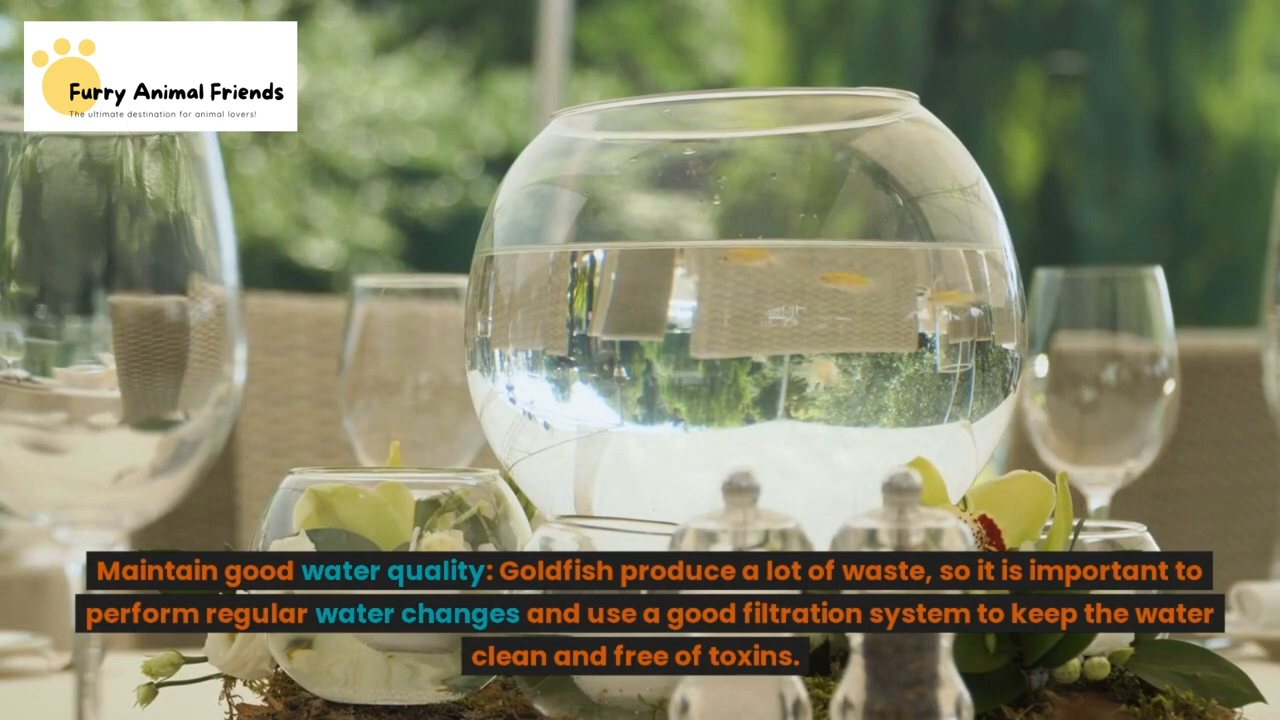 Furry Animal Friends
The ultimate destination for animal lovers!
Maintain good water quality: Goldfish produce a lot of waste, so it is important to
perform regular water changes and use a good filtration system to keep the water
clean and free of toxins.